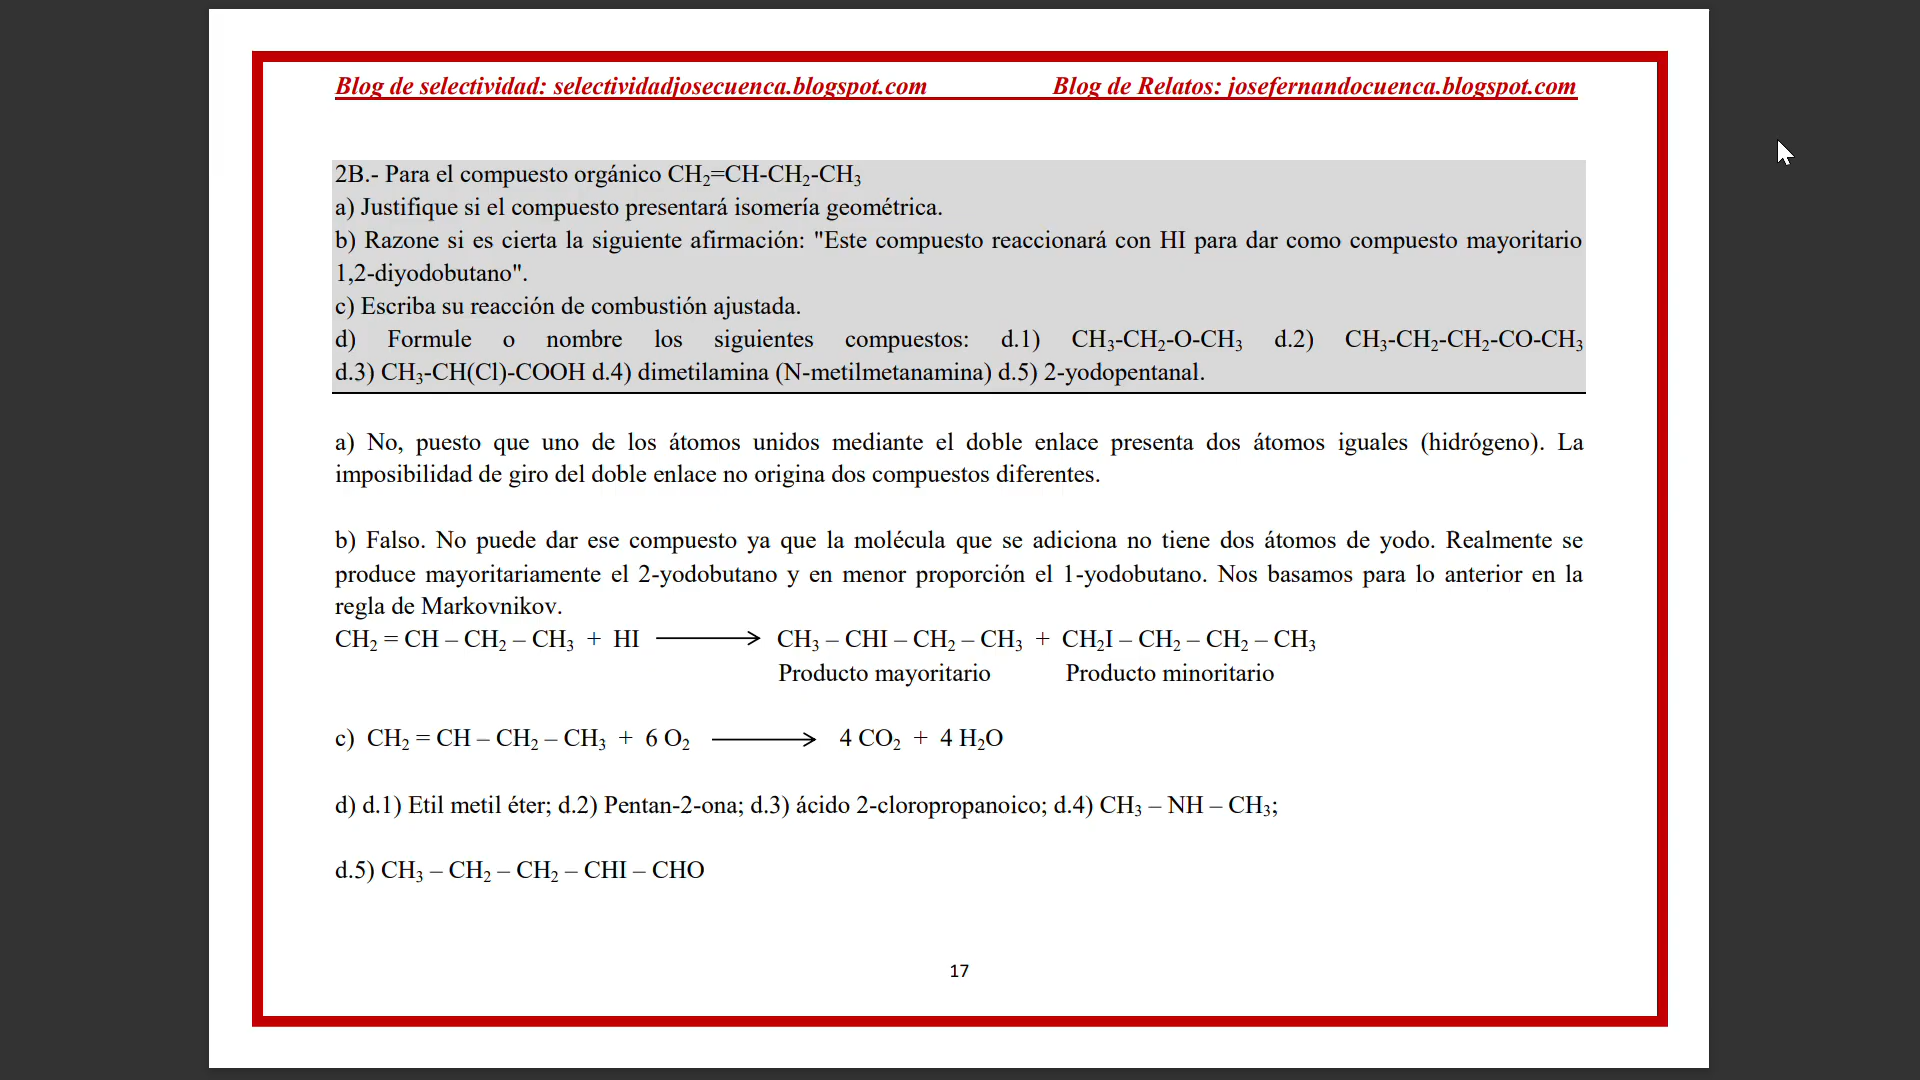 Blog de selectividad: selectividadjosecuenca.blogspot.com Blog de Relatos: josefernandocuenca.blogspot.com
2B.- Para el compuesto orgánico CH₂=CH-CH₂-CH₃
a) Justifique si el compuesto presentará isomería geométrica.
b) Razone si es cierta la siguiente afirmación: "Este compuesto reaccionará con HI para dar como compuesto mayoritario
1,2-diyodobutano".
c) Escriba su reacción de combustión ajustada.
d) Formule o nombre los siguientes compuestos: d.1) CH₃-CH₂-O-CH₃ d.2) CH₃-CH₂-CH₂-CO-CH₃
d.3) CH₃-CH(Cl)-COOH d.4) dimetilamina (N-metilmetanamina) d.5) 2-yodopentanal.
a) No, puesto que uno de los átomos unidos mediante el doble enlace presenta dos átomos iguales (hidrógeno). La
imposibilidad de giro del doble enlace no origina dos compuestos diferentes.
b) Falso. No puede dar ese compuesto ya que la molécula que se adiciona no tiene dos átomos de yodo. Realmente se
produce mayoritariamente el 2-yodobutano y en menor proporción el 1-yodobutano. Nos basamos para lo anterior en la
regla de Markovnikov.
CH₂ = CH – CH₂ – CH₃ + HI ⟶ CH₃ – CHI – CH₂ – CH₃ + CH₂I – CH₂ – CH₂ – CH₃
Producto mayoritario Producto minoritario
c) CH₂ = CH – CH₂ – CH₃ + 6 O₂ ⟶ 4 CO₂ + 4 H₂O
d) d.1) Etil metil éter; d.2) Pentan-2-ona; d.3) ácido 2-cloropropanoico; d.4) CH₃ – NH – CH₃;
d.5) CH₃ – CH₂ – CH₂ – CHI – CHO
17